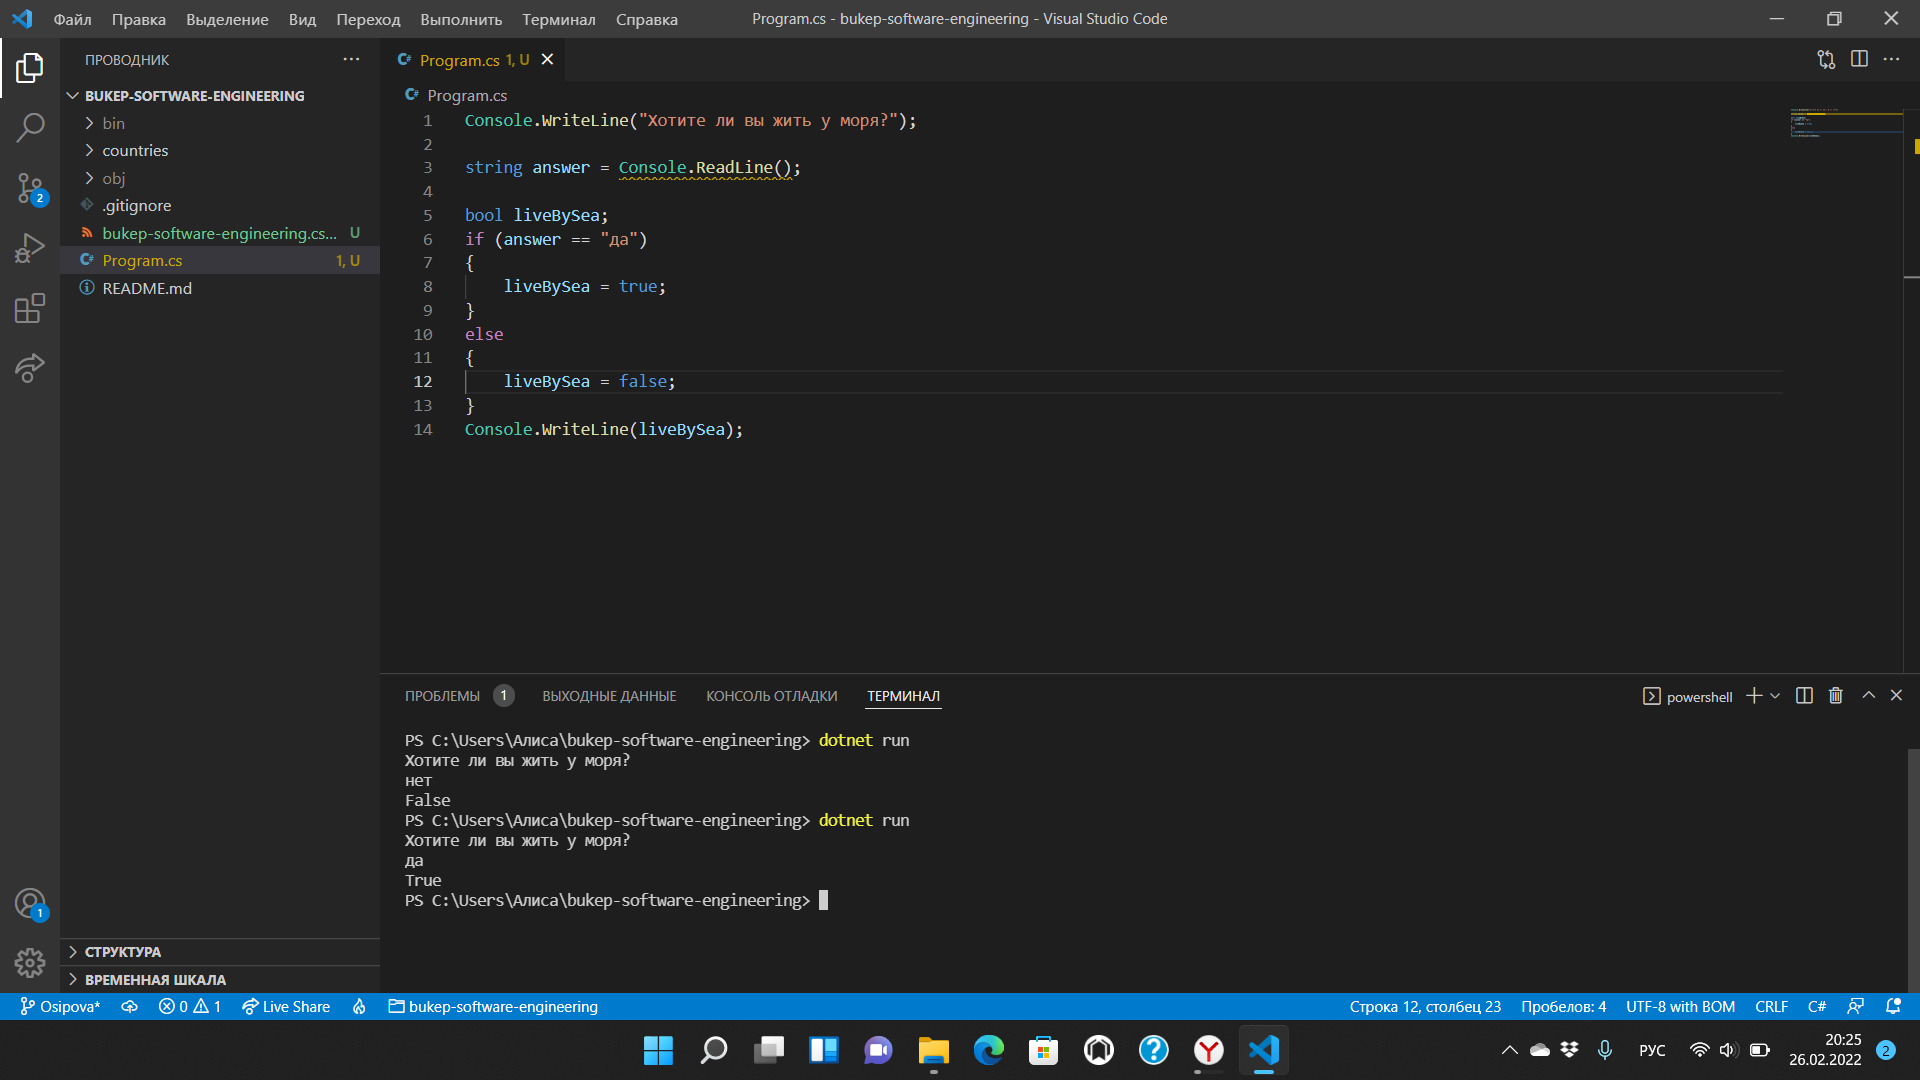 Файл Правка Выделение Вид Переход Выполнить Терминал Справка
Program.cs - bukep-software-engineering - Visual Studio Code
ПРОВОДНИК
BUKEP-SOFTWARE-ENGINEERING
bin
countries
obj
.gitignore
bukep-software-engineering.cs... U
Program.cs 1, U
README.md
СТРУКТУРА
ВРЕМЕННАЯ ШКАЛА
2
1
Program.cs 1, U
Program.cs
1 Console.WriteLine("Хотите ли вы жить у моря?");
2
3 string answer = Console.ReadLine();
4
5 bool liveBySea;
6 if (answer == "да")
7 {
8 liveBySea = true;
9 }
10 else
11 {
12 liveBySea = false;
13 }
14 Console.WriteLine(liveBySea);
ПРОБЛЕМЫ 1 ВЫХОДНЫЕ ДАННЫЕ КОНСОЛЬ ОТЛАДКИ ТЕРМИНАЛ
powershell
PS C:\Users\Алиса\bukep-software-engineering> dotnet run
Хотите ли вы жить у моря?
нет
False
PS C:\Users\Алиса\bukep-software-engineering> dotnet run
Хотите ли вы жить у моря?
да
True
PS C:\Users\Алиса\bukep-software-engineering>
Osipova* 0 1 Live Share bukep-software-engineering
Строка 12, столбец 23 Пробелов: 4 UTF-8 with BOM CRLF C#
РУС
20:25
26.02.2022
2